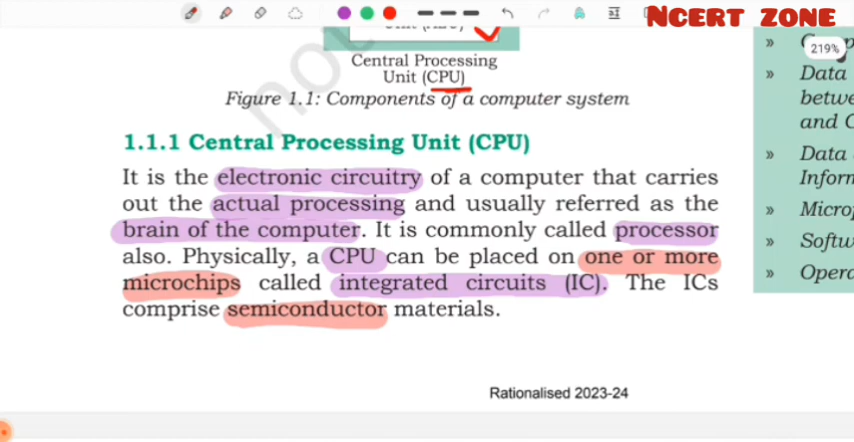 NCERT ZONE
219%
Central Processing
Unit (CPU)
Figure 1.1: Components of a computer system
1.1.1 Central Processing Unit (CPU)
It is the electronic circuitry of a computer that carries
out the actual processing and usually referred as the
brain of the computer. It is commonly called processor
also. Physically, a CPU can be placed on one or more
microchips called integrated circuits (IC). The ICs
comprise semiconductor materials.
Rationalised 2023-24
» Data
betwe
and C
» Data
Inform
» Microp
» Softw
» Opera